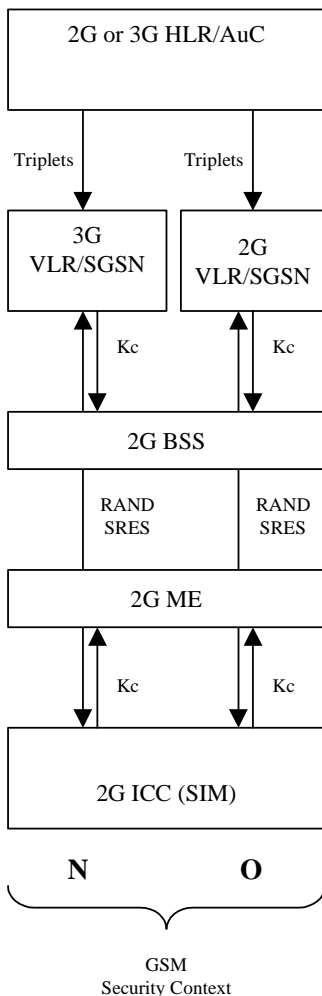 2G or 3G HLR/AuC
Triplets Triplets
3G
VLR/SGSN
2G
VLR/SGSN
Kc Kc
2G BSS
RAND
SRES
RAND
SRES
2G ME
Kc Kc
2G ICC (SIM)
N O
GSM
Security Context